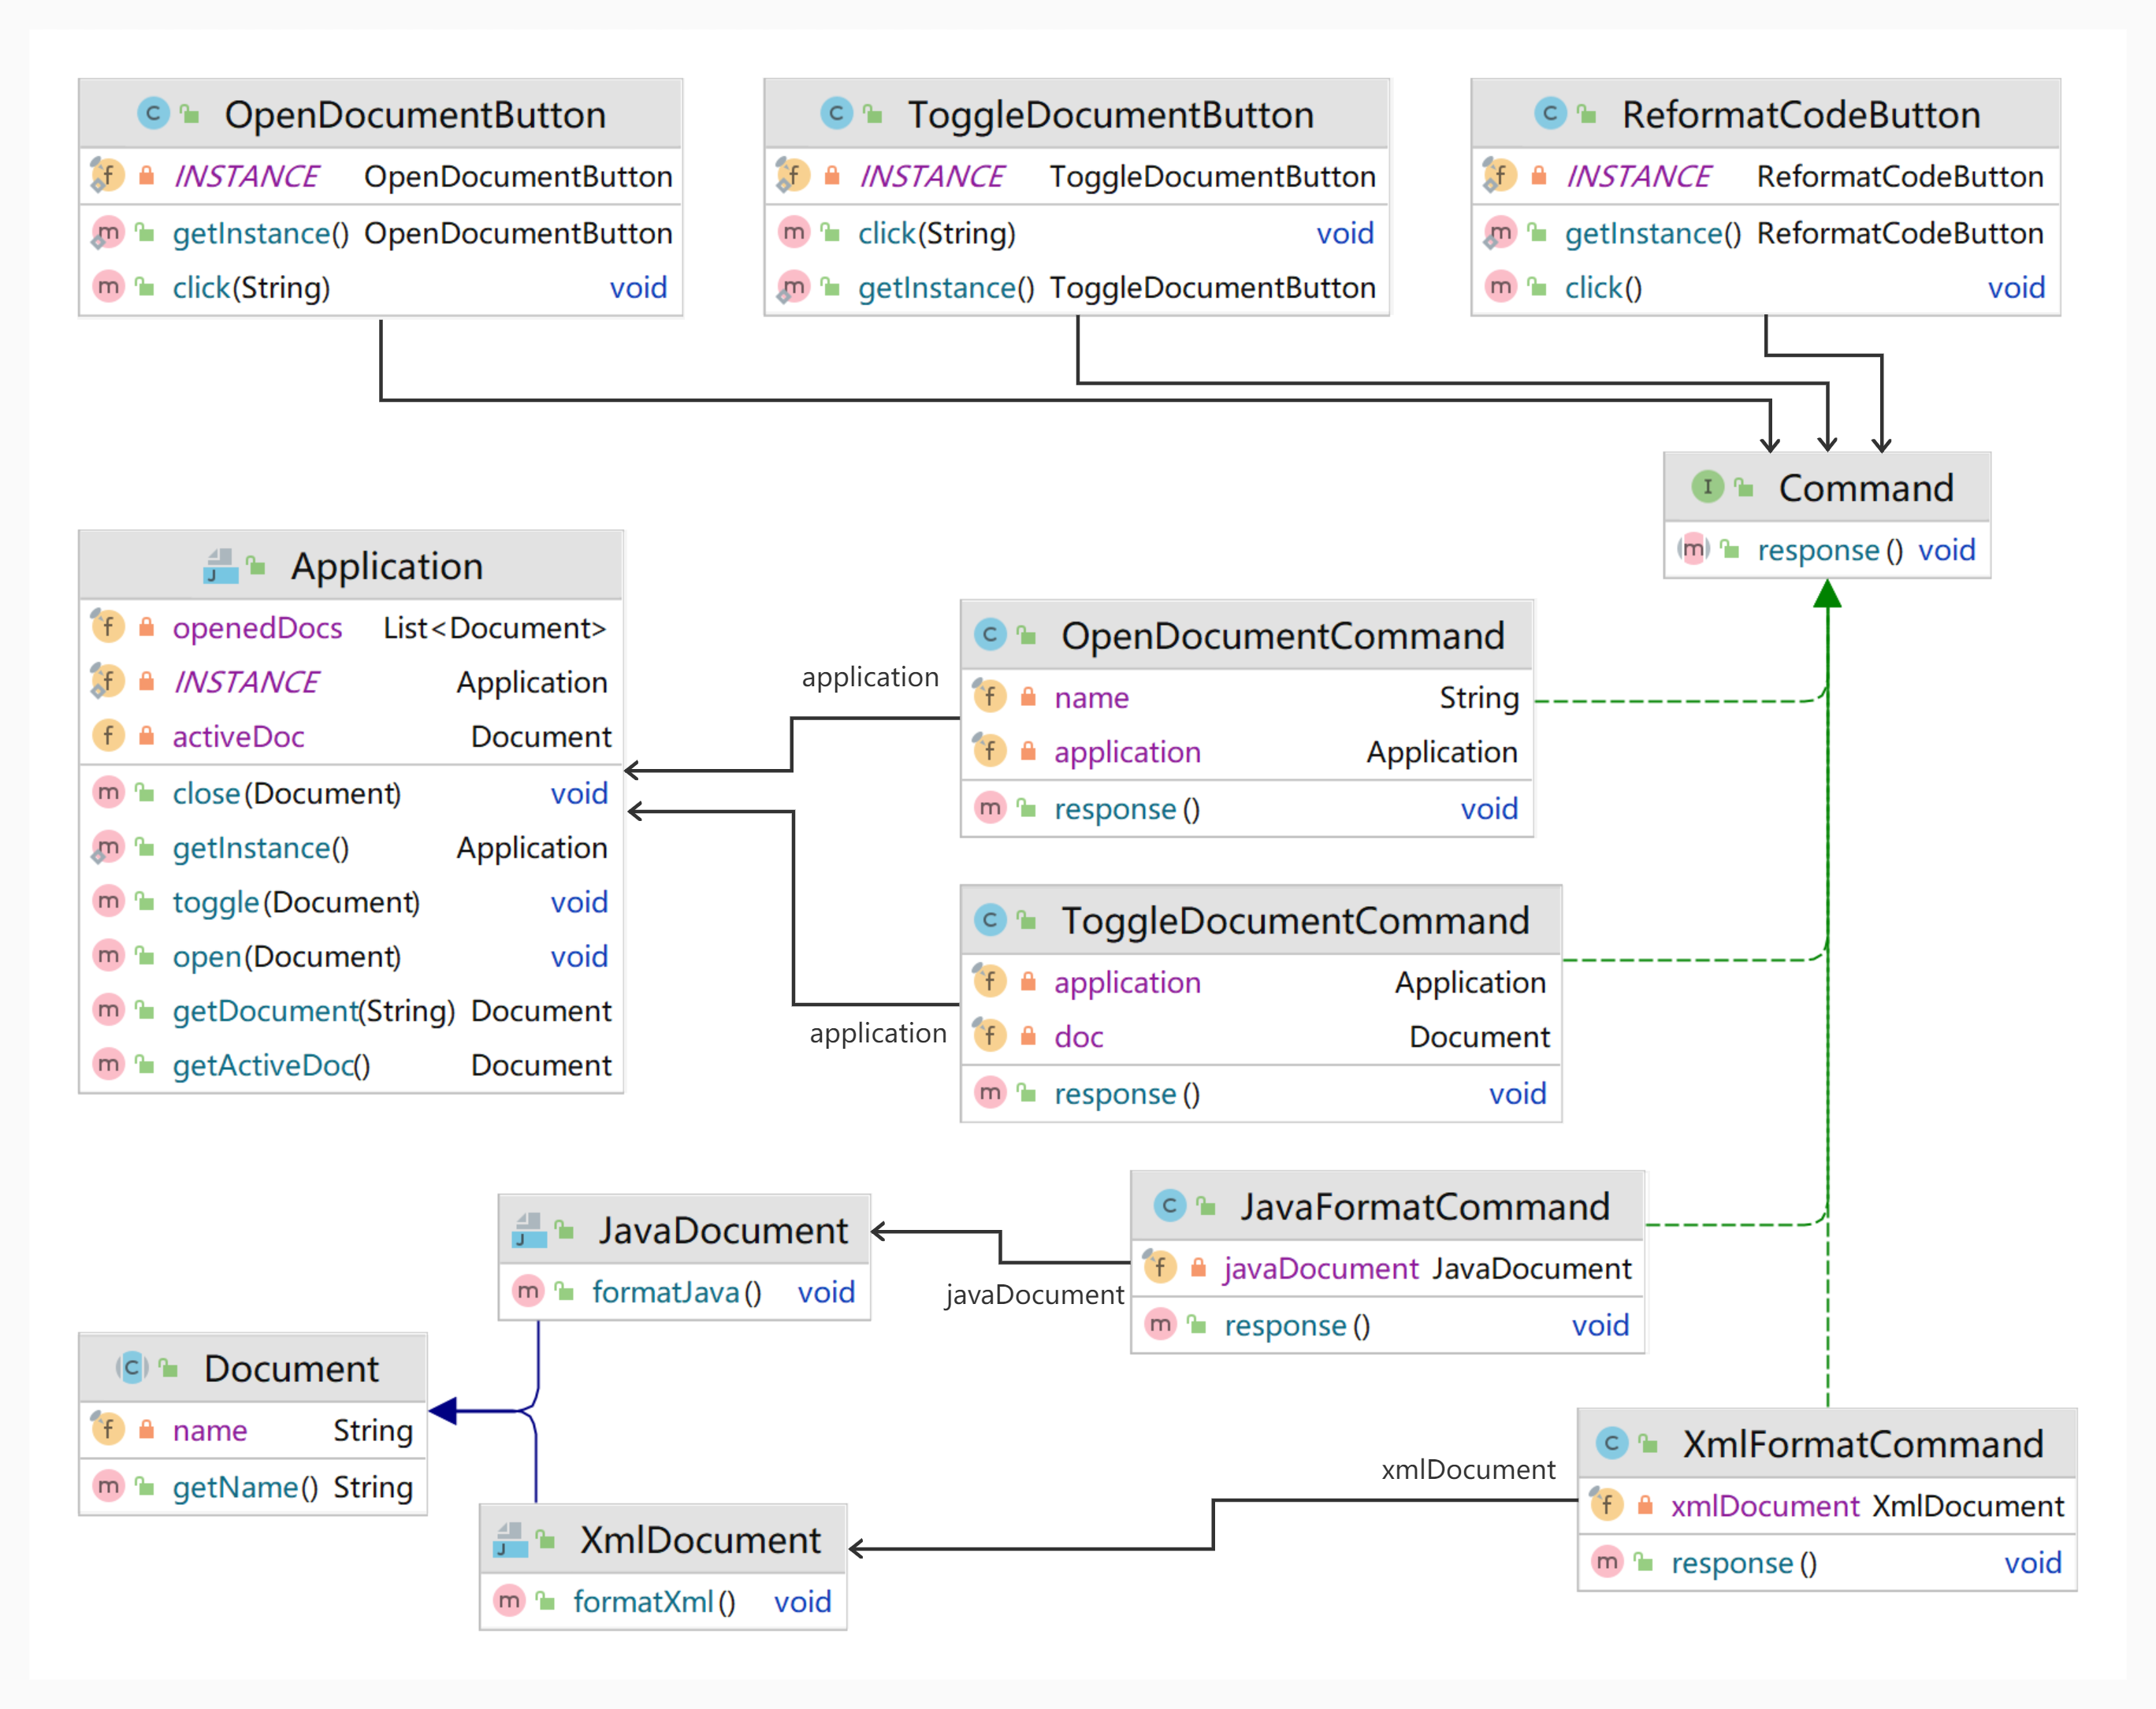 OpenDocumentButton
INSTANCE OpenDocumentButton
getInstance() OpenDocumentButton
click(String) void
ToggleDocumentButton
INSTANCE ToggleDocumentButton
click(String) void
getInstance() ToggleDocumentButton
ReformatCodeButton
INSTANCE ReformatCodeButton
getInstance() ReformatCodeButton
click() void
Command
response() void
Application
openedDocs List<Document>
INSTANCE Application
activeDoc Document
close(Document) void
getInstance() Application
toggle(Document) void
open(Document) void
getDocument(String) Document
getActiveDoc() Document
application
OpenDocumentCommand
name String
application Application
response() void
application
ToggleDocumentCommand
application Application
doc Document
response() void
JavaDocument
formatJava() void
javaDocument
JavaFormatCommand
javaDocument JavaDocument
response() void
Document
name String
getName() String
XmlDocument
formatXml() void
xmlDocument
XmlFormatCommand
xmlDocument XmlDocument
response() void